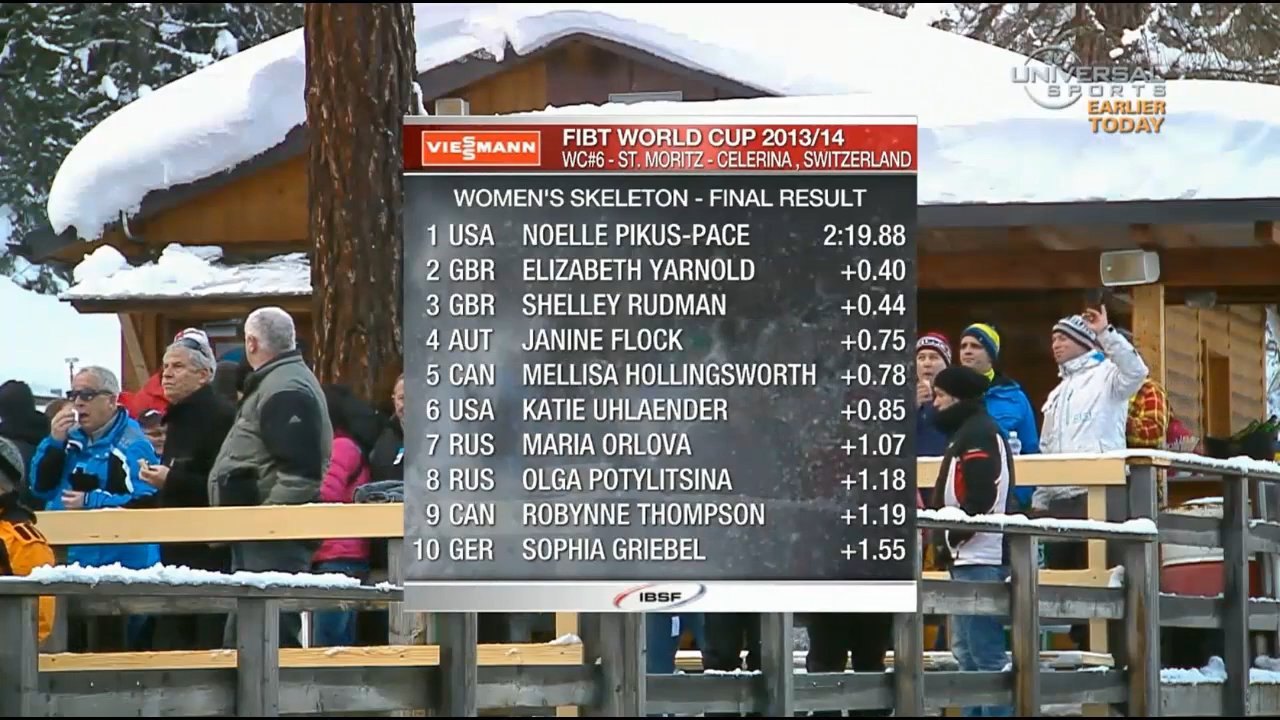 UNIVERSAL
SPORTS
EARLIER
TODAY
VIESSMANN
FIBT WORLD CUP 2013/14
WC#6 - ST. MORITZ - CELERINA , SWITZERLAND
WOMEN'S SKELETON - FINAL RESULT
1 USA NOELLE PIKUS-PACE 2:19.88
2 GBR ELIZABETH YARNOLD +0.40
3 GBR SHELLEY RUDMAN +0.44
4 AUT JANINE FLOCK +0.75
5 CAN MELLISA HOLLINGSWORTH +0.78
6 USA KATIE UHLAENDER +0.85
7 RUS MARIA ORLOVA +1.07
8 RUS OLGA POTYLITSINA +1.18
9 CAN ROBYNNE THOMPSON +1.19
10 GER SOPHIA GRIEBEL +1.55
IBSF